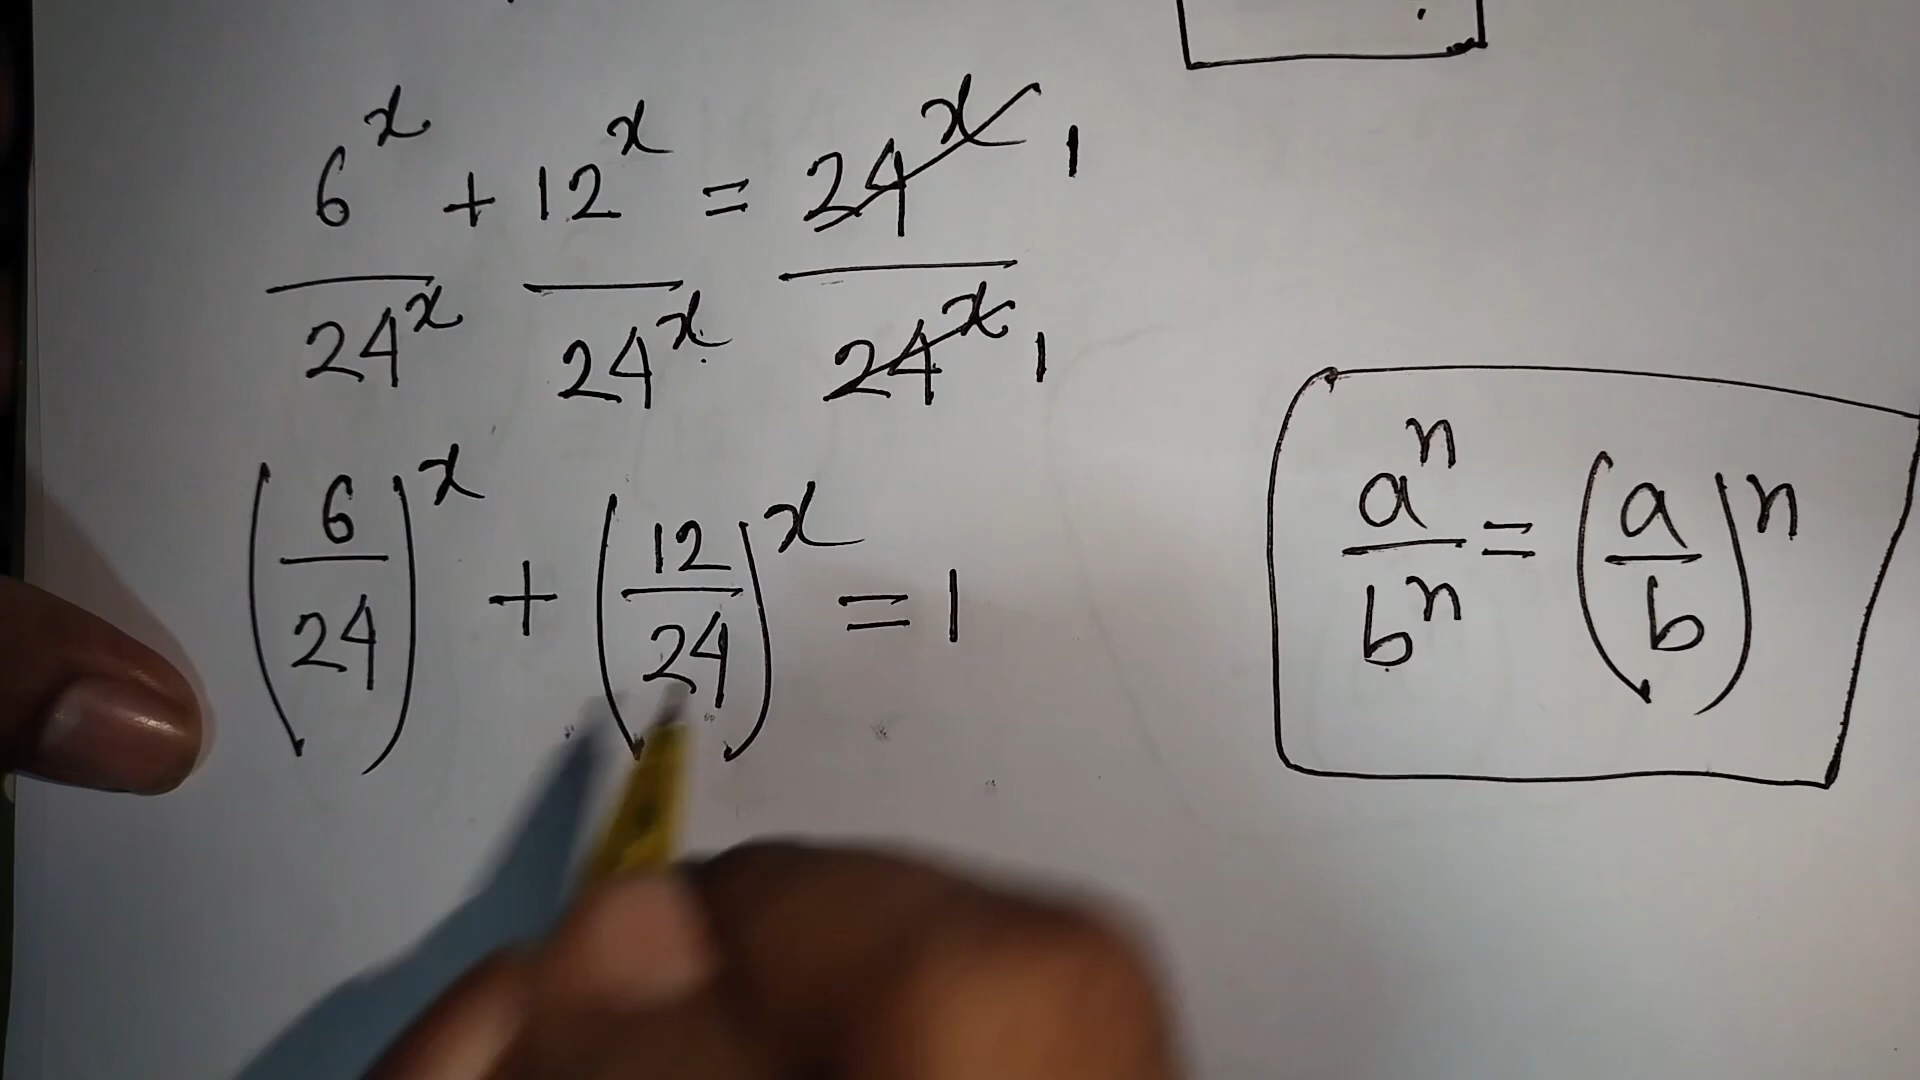 6^x + 12^x = 24^x 1
24^x 24^x 24^x 1
(6/24)^x + (12/24)^x = 1
a^n/b^n = (a/b)^n